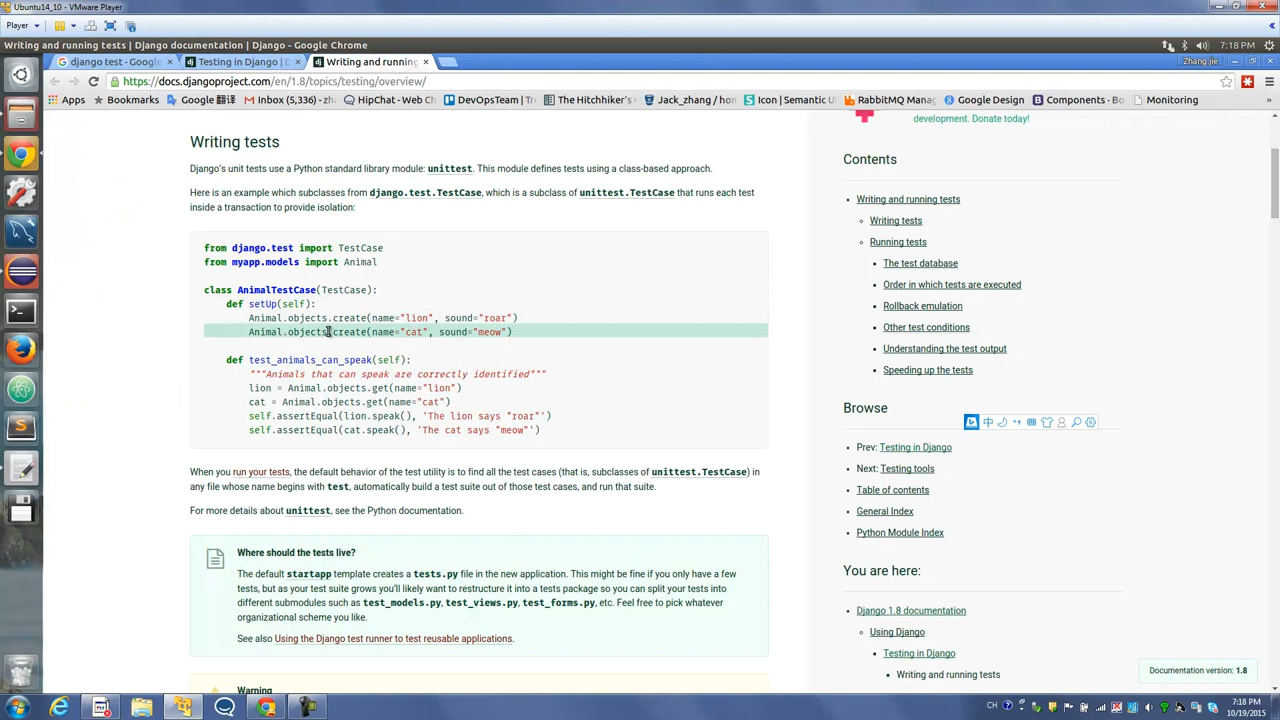 Ubuntu14_10 - VMware Player
Player
Writing and running tests | Django documentation | Django - Google Chrome
7:18 PM
django test - Google
Testing in Django | D
Writing and running
Zhang.jie
https://docs.djangoproject.com/en/1.8/topics/testing/overview/
Apps
Bookmarks
Google 翻译
Inbox (5,336) - zha
HipChat - Web Ch
DevOpsTeam | Tre
The Hitchhiker's
Jack_zhang / hon
Icon | Semantic U
RabbitMQ Manag
Google Design
Components · Bo
Monitoring
development. Donate today!
Writing tests
Django's unit tests use a Python standard library module: unittest. This module defines tests using a class-based approach.
Here is an example which subclasses from django.test.TestCase, which is a subclass of unittest.TestCase that runs each test
inside a transaction to provide isolation:
from django.test import TestCase
from myapp.models import Animal
class AnimalTestCase(TestCase):
def setUp(self):
Animal.objects.create(name="lion", sound="roar")
Animal.objects.create(name="cat", sound="meow")
def test_animals_can_speak(self):
"""Animals that can speak are correctly identified"""
lion = Animal.objects.get(name="lion")
cat = Animal.objects.get(name="cat")
self.assertEqual(lion.speak(), 'The lion says "roar"')
self.assertEqual(cat.speak(), 'The cat says "meow"')
When you run your tests, the default behavior of the test utility is to find all the test cases (that is, subclasses of unittest.TestCase) in
any file whose name begins with test, automatically build a test suite out of those test cases, and run that suite.
For more details about unittest, see the Python documentation.
Where should the tests live?
The default startapp template creates a tests.py file in the new application. This might be fine if you only have a few
tests, but as your test suite grows you'll likely want to restructure it into a tests package so you can split your tests into
different submodules such as test_models.py, test_views.py, test_forms.py, etc. Feel free to pick whatever
organizational scheme you like.
See also Using the Django test runner to test reusable applications.
Warning
Contents
Writing and running tests
Writing tests
Running tests
The test database
Order in which tests are executed
Rollback emulation
Other test conditions
Understanding the test output
Speeding up the tests
Browse
中
Prev: Testing in Django
Next: Testing tools
Table of contents
General Index
Python Module Index
You are here:
Django 1.8 documentation
Using Django
Testing in Django
Writing and running tests
Documentation version: 1.8
CH
7:18 PM
10/19/2015